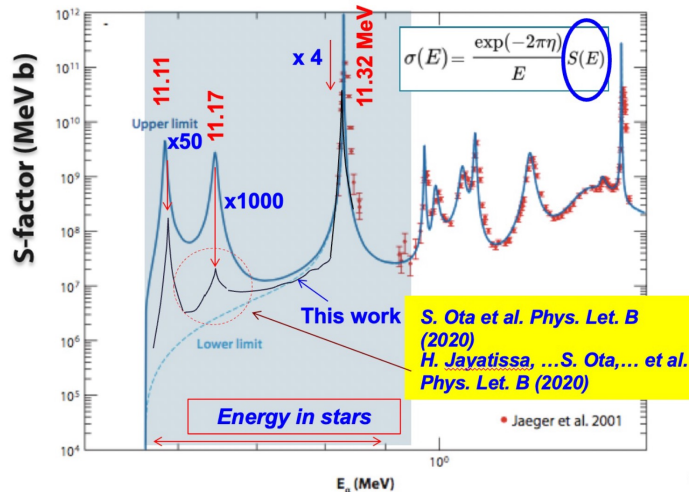 S-factor (MeV b)
10¹²
10¹¹
10¹⁰
10⁹
10⁸
10⁷
10⁶
10⁵
10⁴
11.11
11.17
x 4
11.32 MeV
σ(E) = exp(−2πη) / E S(E)
Upper limit
x50
x1000
This work
Lower limit
S. Ota et al. Phys. Let. B
(2020)
H. Jayatissa, …S. Ota,… et al.
Phys. Let. B (2020)
Energy in stars
Jaeger et al. 2001
10⁰
Eα (MeV)